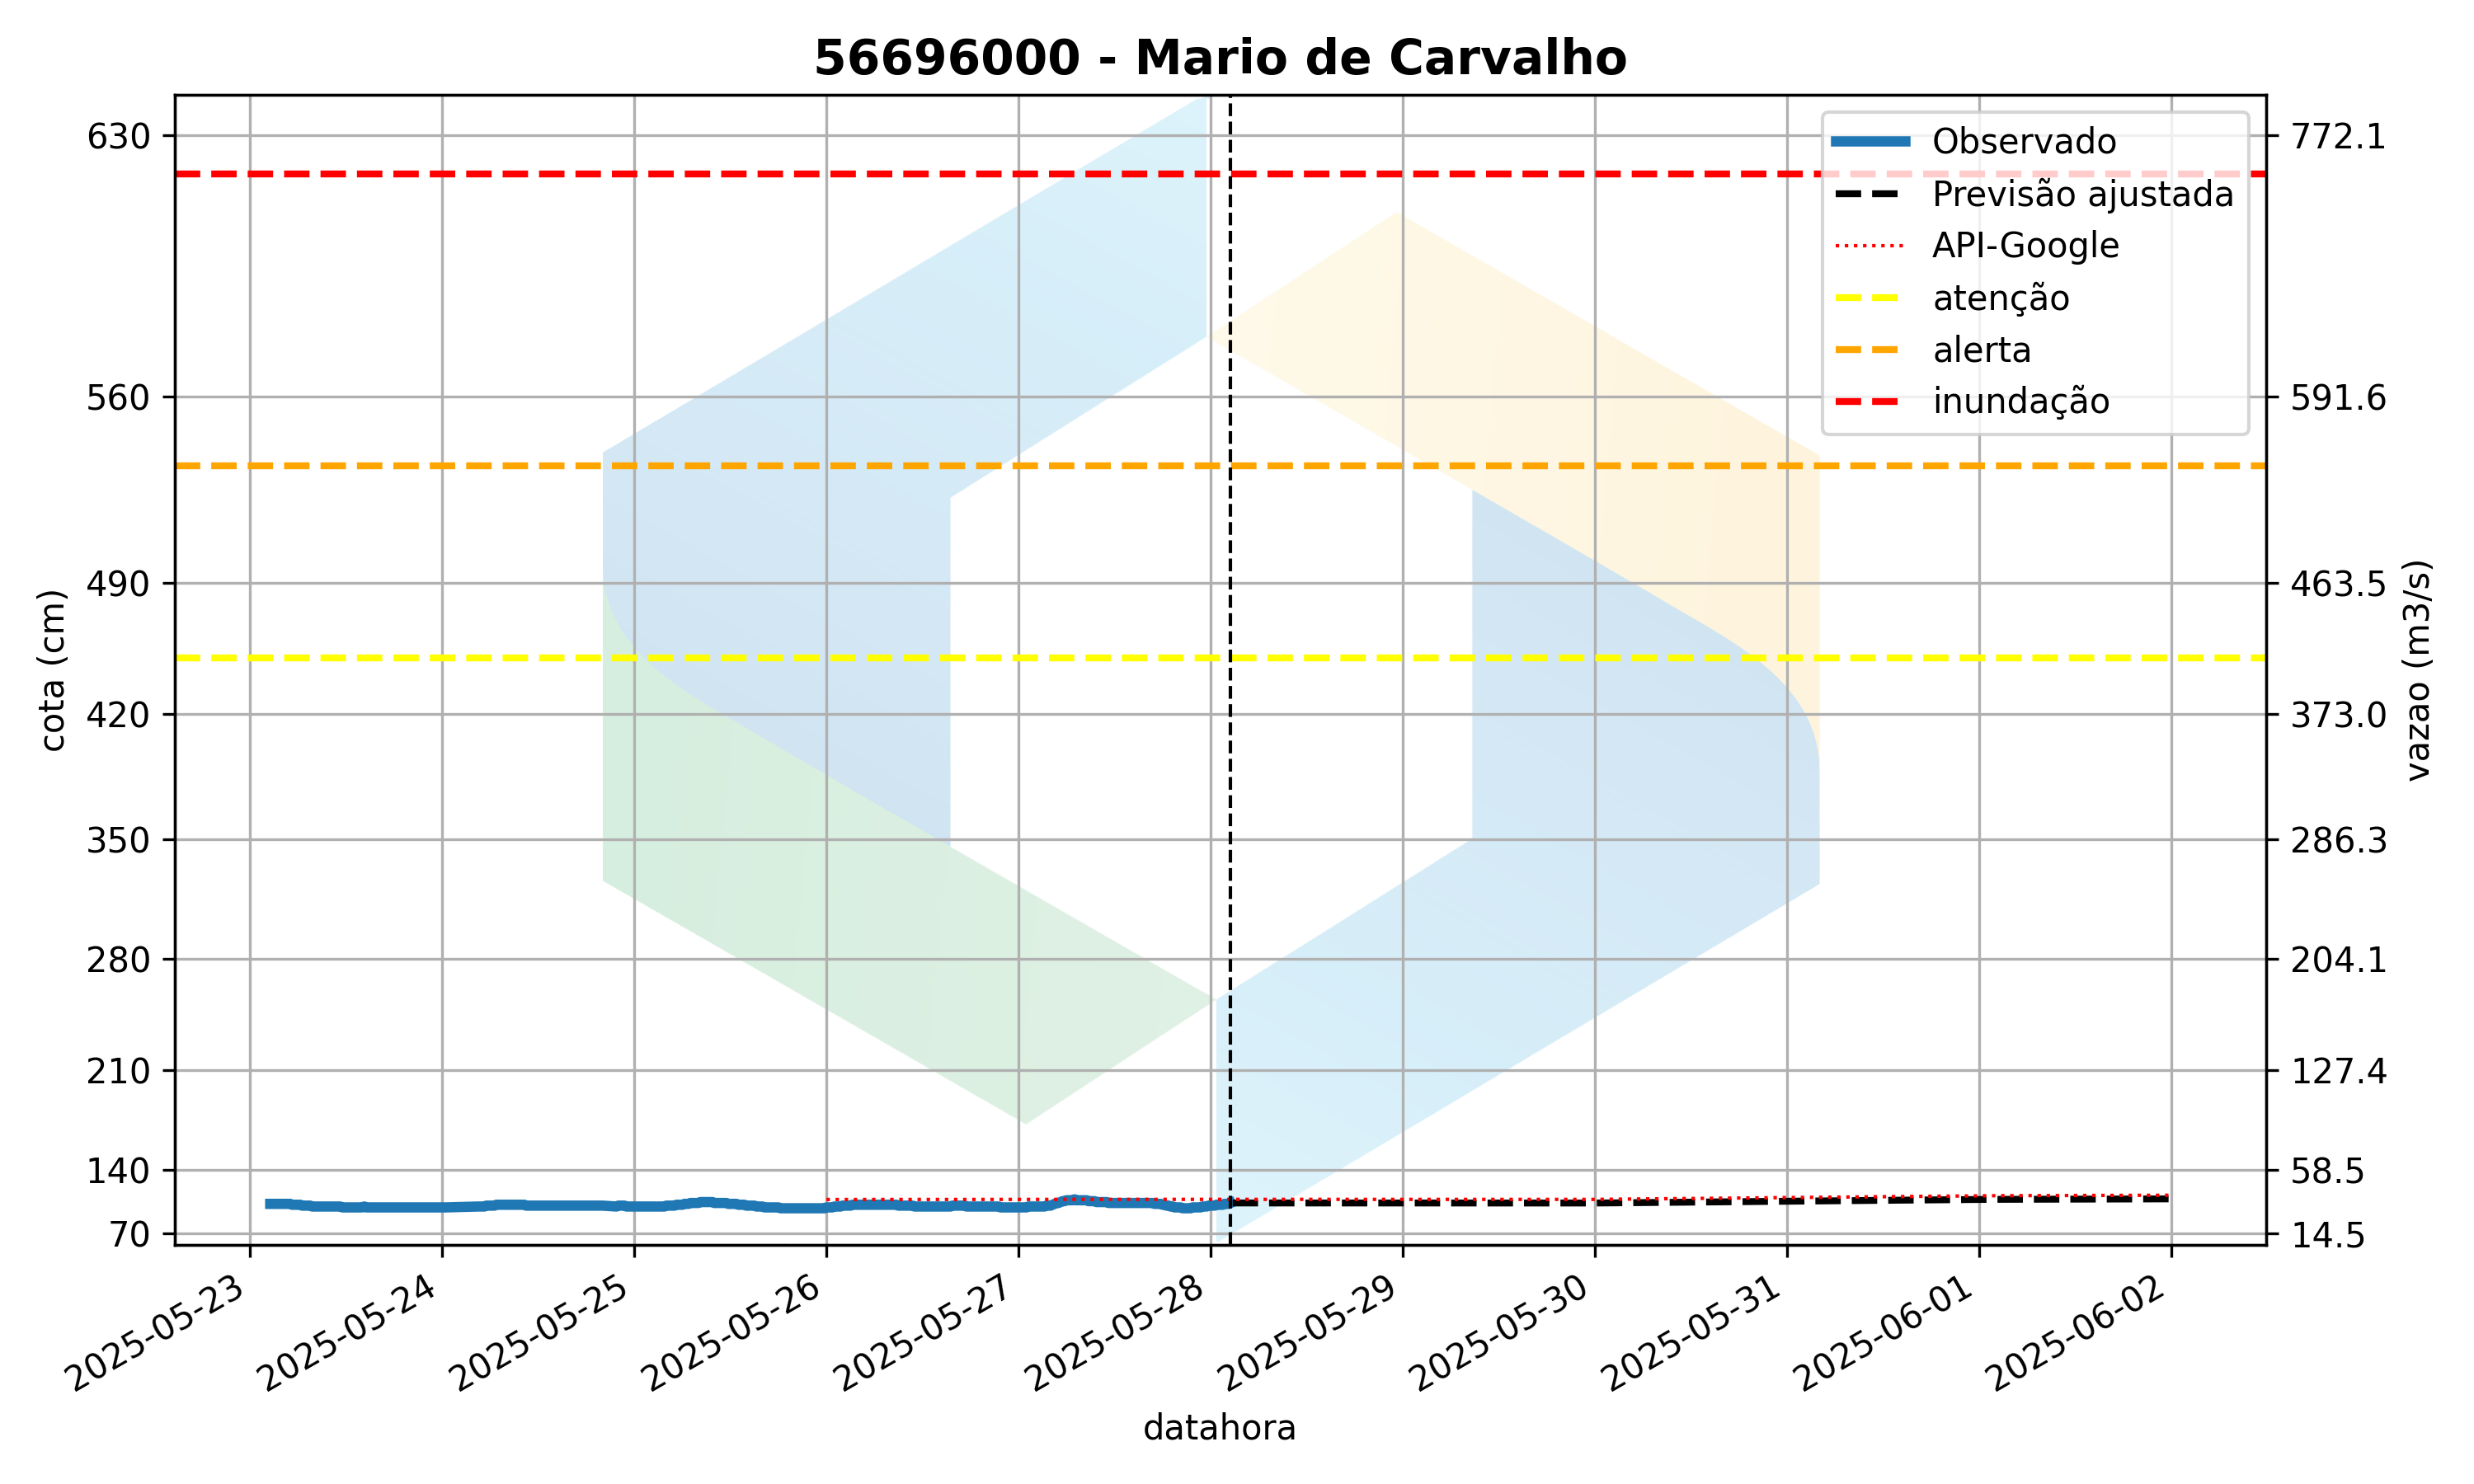 56696000 - Mario de Carvalho
630
560
490
420
350
280
210
140
70
cota (cm)
772.1
591.6
463.5
373.0
286.3
204.1
127.4
58.5
14.5
vazao (m3/s)
Observado
Previsão ajustada
API-Google
atenção
alerta
inundação
2025-05-23
2025-05-24
2025-05-25
2025-05-26
2025-05-27
2025-05-28
2025-05-29
2025-05-30
2025-05-31
2025-06-01
2025-06-02
datahora